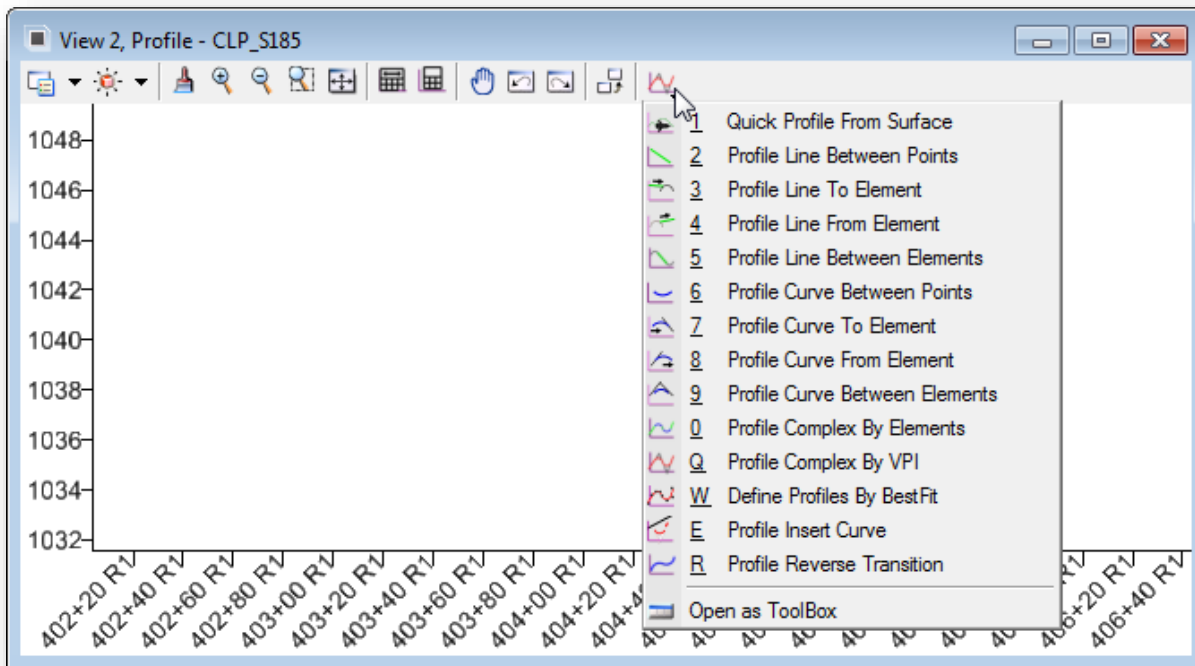 View 2, Profile - CLP_S185
1 Quick Profile From Surface
2 Profile Line Between Points
3 Profile Line To Element
4 Profile Line From Element
5 Profile Line Between Elements
6 Profile Curve Between Points
7 Profile Curve To Element
8 Profile Curve From Element
9 Profile Curve Between Elements
0 Profile Complex By Elements
Q Profile Complex By VPI
W Define Profiles By BestFit
E Profile Insert Curve
R Profile Reverse Transition
Open as ToolBox
1048
1046
1044
1042
1040
1038
1036
1034
1032
402+20 R1
402+40 R1
402+60 R1
402+80 R1
403+00 R1
403+20 R1
403+40 R1
403+60 R1
403+80 R1
404+00 R1
404+20 R1
406+20 R1
406+40 R1